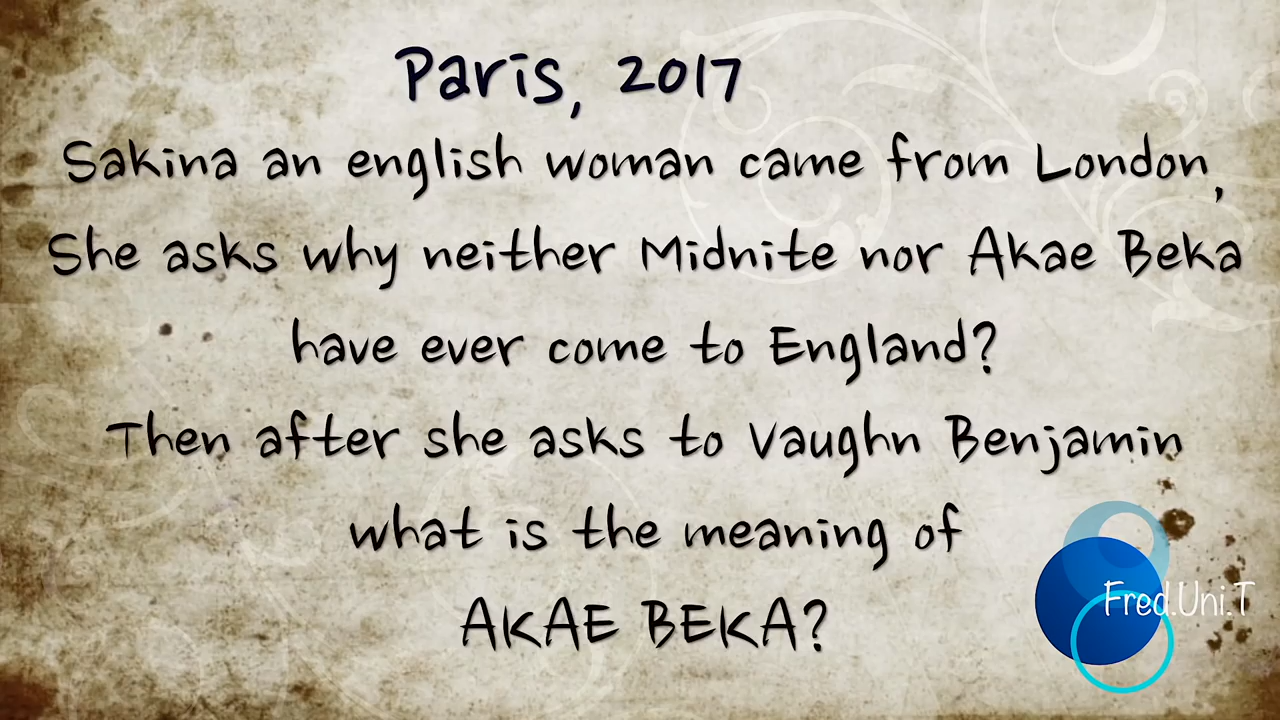 Paris, 2017
Sakina an english woman came from London,
She asks why neither Midnite nor Akae Beka
have ever come to England?
Then after she asks to Vaughn Benjamin
what is the meaning of
AKAE BEKA?
Fred.Uni.T